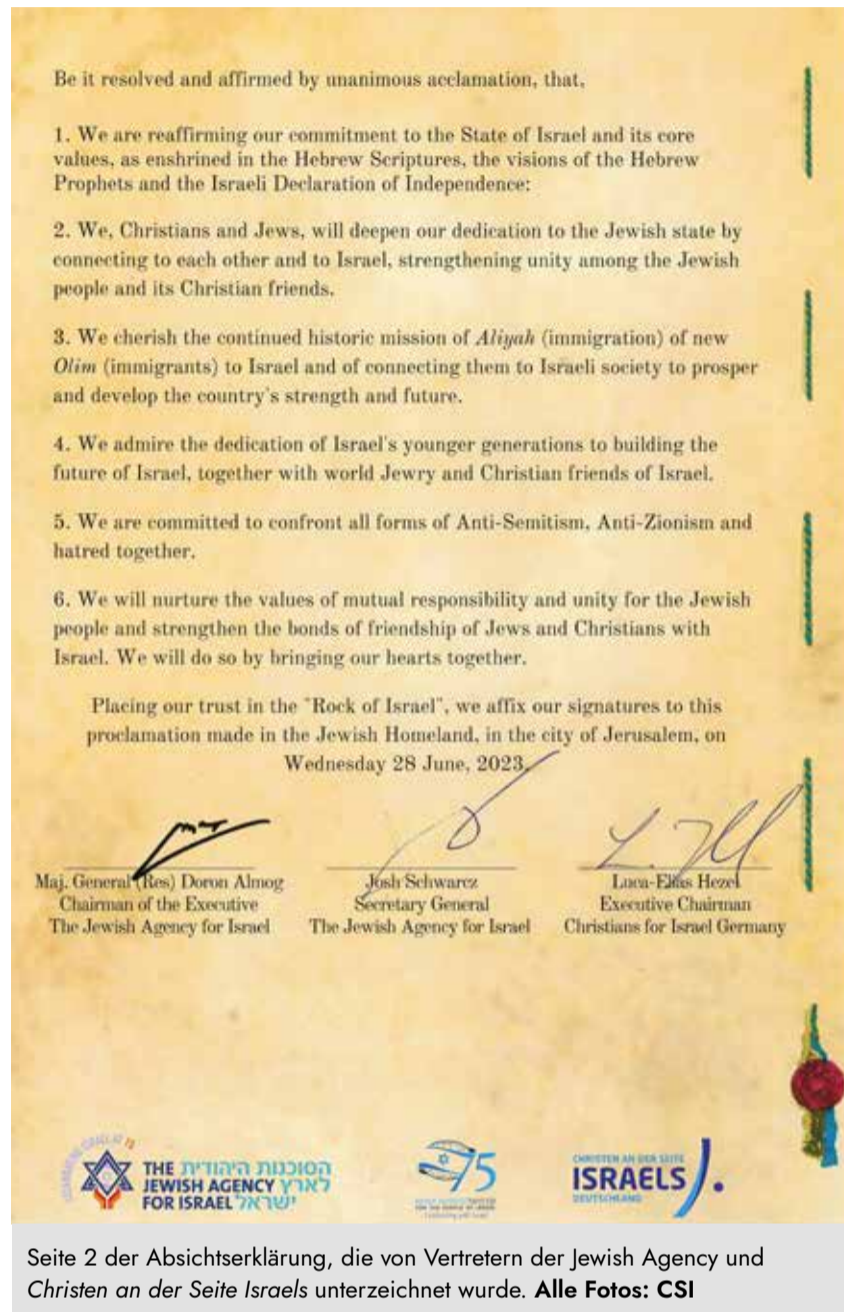 Be it resolved and affirmed by unanimous acclamation, that,
1. We are reaffirming our commitment to the State of Israel and its core
values, as enshrined in the Hebrew Scriptures, the visions of the Hebrew
Prophets and the Israeli Declaration of Independence:
2. We, Christians and Jews, will deepen our dedication to the Jewish state by
connecting to each other and to Israel, strengthening unity among the Jewish
people and its Christian friends.
3. We cherish the continued historic mission of Aliyah (immigration) of new
Olim (immigrants) to Israel and of connecting them to Israeli society to prosper
and develop the country's strength and future.
4. We admire the dedication of Israel's younger generations to building the
future of Israel, together with world Jewry and Christian friends of Israel.
5. We are committed to confront all forms of Anti-Semitism, Anti-Zionism and
hatred together.
6. We will nurture the values of mutual responsibility and unity for the Jewish
people and strengthen the bonds of friendship of Jews and Christians with
Israel. We will do so by bringing our hearts together.
Placing our trust in the "Rock of Israel", we affix our signatures to this
proclamation made in the Jewish Homeland, in the city of Jerusalem, on
Wednesday 28 June, 2023.
Maj. General (Res) Doron Almog
Chairman of the Executive
The Jewish Agency for Israel
Josh Schwarcz
Secretary General
The Jewish Agency for Israel
Luca-Elias Hezel
Executive Chairman
Christians for Israel Germany
THE הסוכנות היהודית
JEWISH AGENCY לארץ
FOR ISRAEL ישראל
75
CHRISTEN AN DER SEITE
ISRAELS
DEUTSCHLAND
Seite 2 der Absichtserklärung, die von Vertretern der Jewish Agency und
Christen an der Seite Israels unterzeichnet wurde. Alle Fotos: CSI